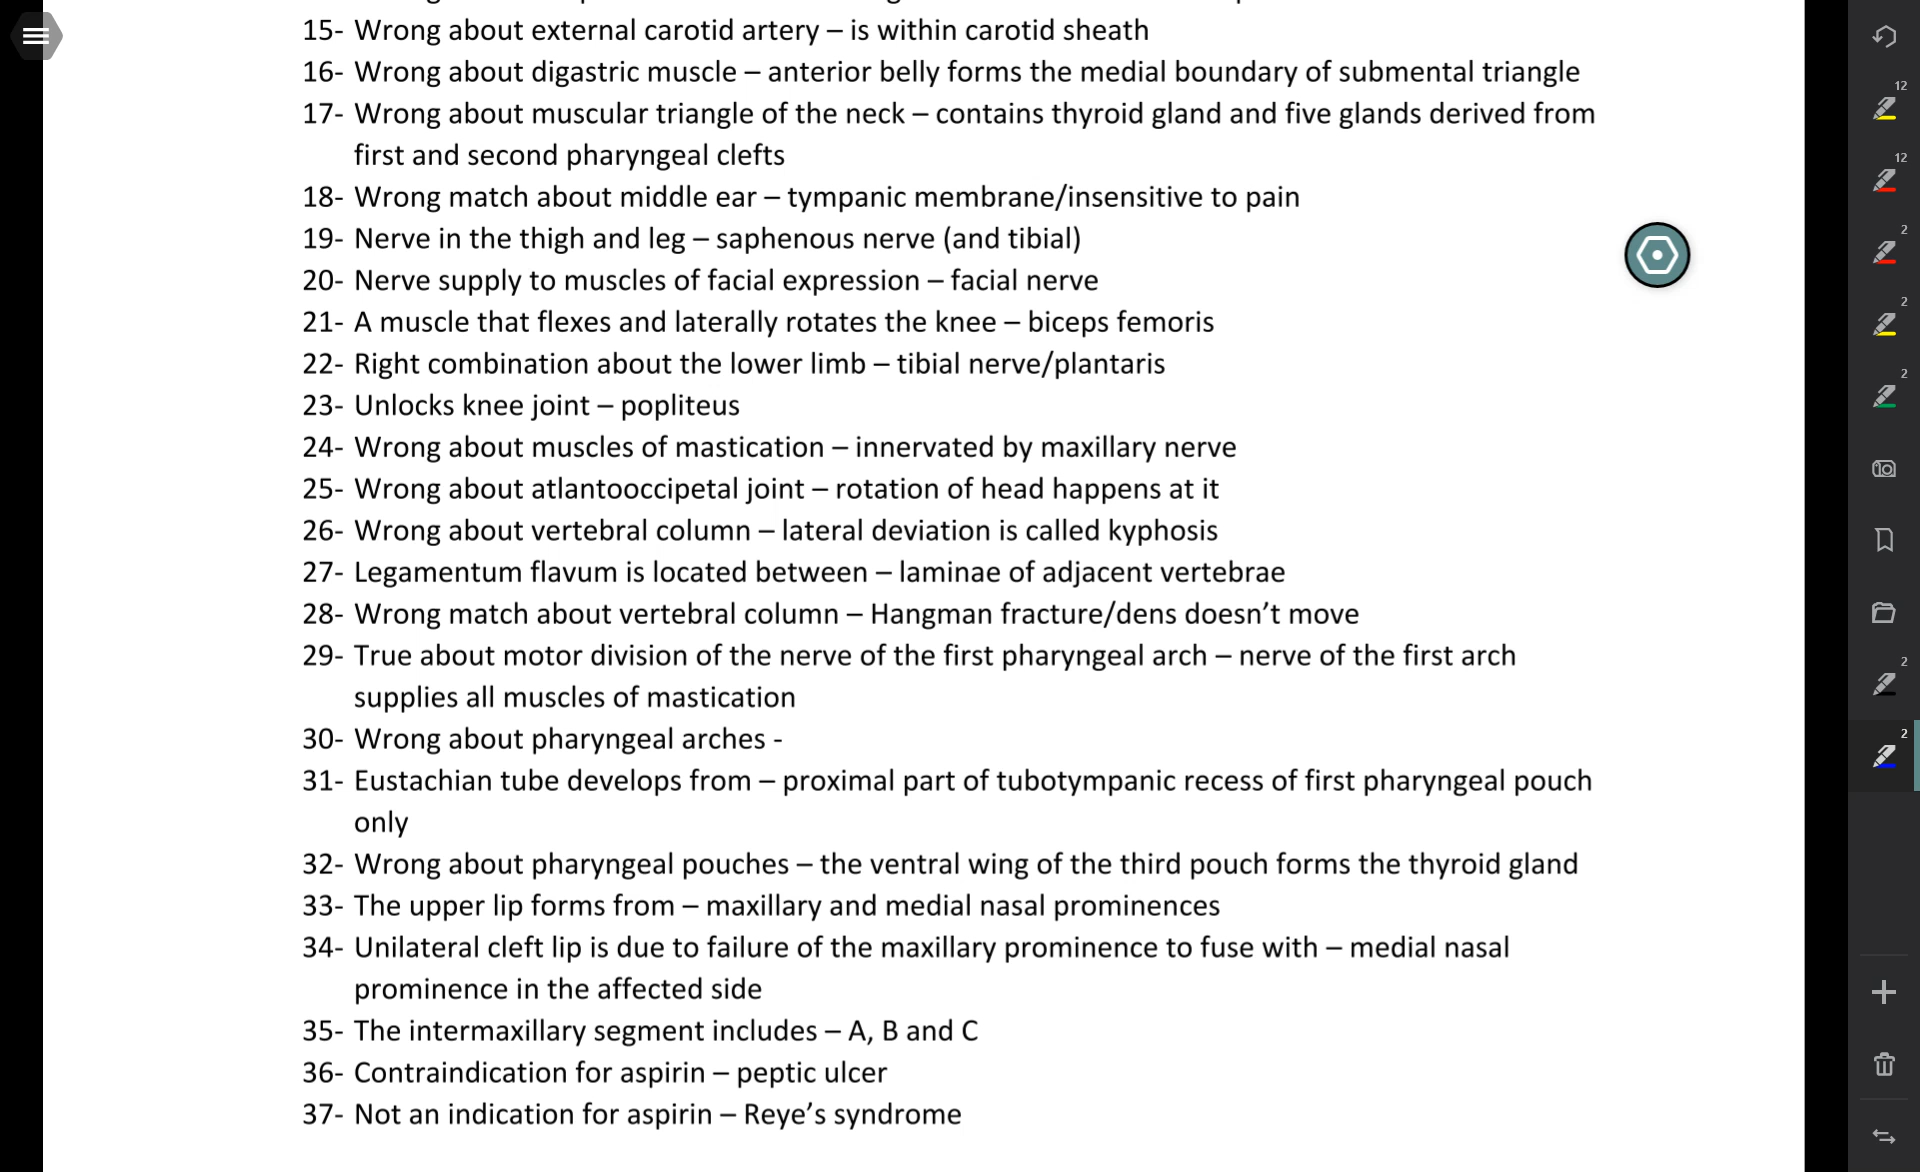 15- Wrong about external carotid artery – is within carotid sheath
12
16- Wrong about digastric muscle – anterior belly forms the medial boundary of submental triangle
17- Wrong about muscular triangle of the neck – contains thyroid gland and five glands derived from
first and second pharyngeal clefts
12
18- Wrong match about middle ear – tympanic membrane/insensitive to pain
19- Nerve in the thigh and leg – saphenous nerve (and tibial)
2
20- Nerve supply to muscles of facial expression – facial nerve
2
21- A muscle that flexes and laterally rotates the knee – biceps femoris
22- Right combination about the lower limb – tibial nerve/plantaris
2
23- Unlocks knee joint – popliteus
24- Wrong about muscles of mastication – innervated by maxillary nerve
25- Wrong about atlantooccipetal joint – rotation of head happens at it
26- Wrong about vertebral column – lateral deviation is called kyphosis
27- Legamentum flavum is located between – laminae of adjacent vertebrae
28- Wrong match about vertebral column – Hangman fracture/dens doesn’t move
29- True about motor division of the nerve of the first pharyngeal arch – nerve of the first arch
2
supplies all muscles of mastication
30- Wrong about pharyngeal arches -
2
31- Eustachian tube develops from – proximal part of tubotympanic recess of first pharyngeal pouch
only
32- Wrong about pharyngeal pouches – the ventral wing of the third pouch forms the thyroid gland
33- The upper lip forms from – maxillary and medial nasal prominences
34- Unilateral cleft lip is due to failure of the maxillary prominence to fuse with – medial nasal
prominence in the affected side
35- The intermaxillary segment includes – A, B and C
36- Contraindication for aspirin – peptic ulcer
37- Not an indication for aspirin – Reye’s syndrome